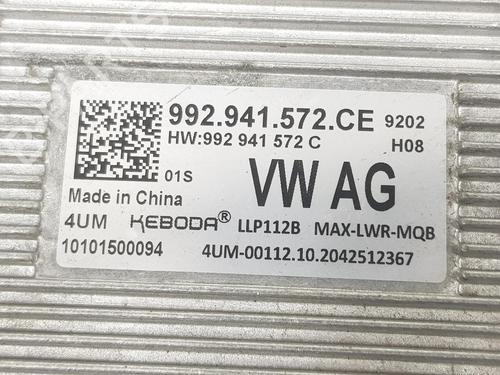 992.941.572.CE 9202
HW:992 941 572 C H08
01S VW AG
Made in China
4UM KEBODA® LLP112B MAX-LWR-MQB
10101500094 4UM-00112.10.2042512367